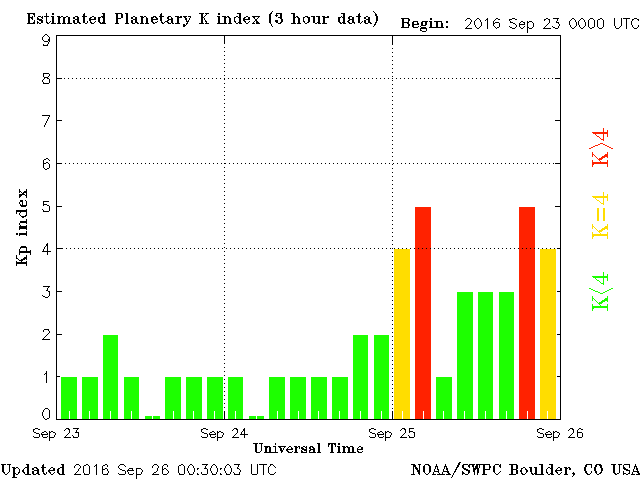 Estimated Planetary K index (3 hour data)
Begin: 2016 Sep 23 0000 UTC
9
8
7
6
5
4
3
2
1
0
Kp index
K>4
K=4
K<4
Sep 23
Sep 24
Sep 25
Sep 26
Universal Time
Updated 2016 Sep 26 00:30:03 UTC
NOAA/SWPC Boulder, CO USA